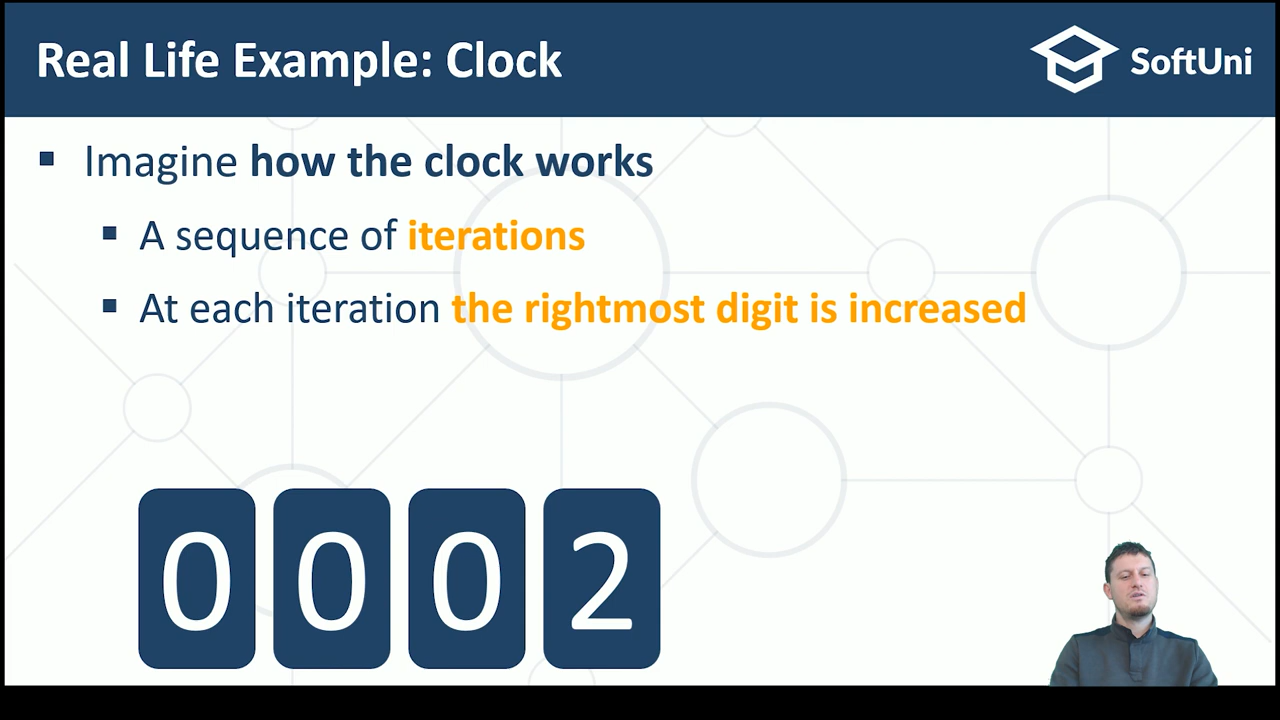 Real Life Example: Clock
SoftUni
Imagine how the clock works
A sequence of iterations
At each iteration the rightmost digit is increased
0 0 0 2